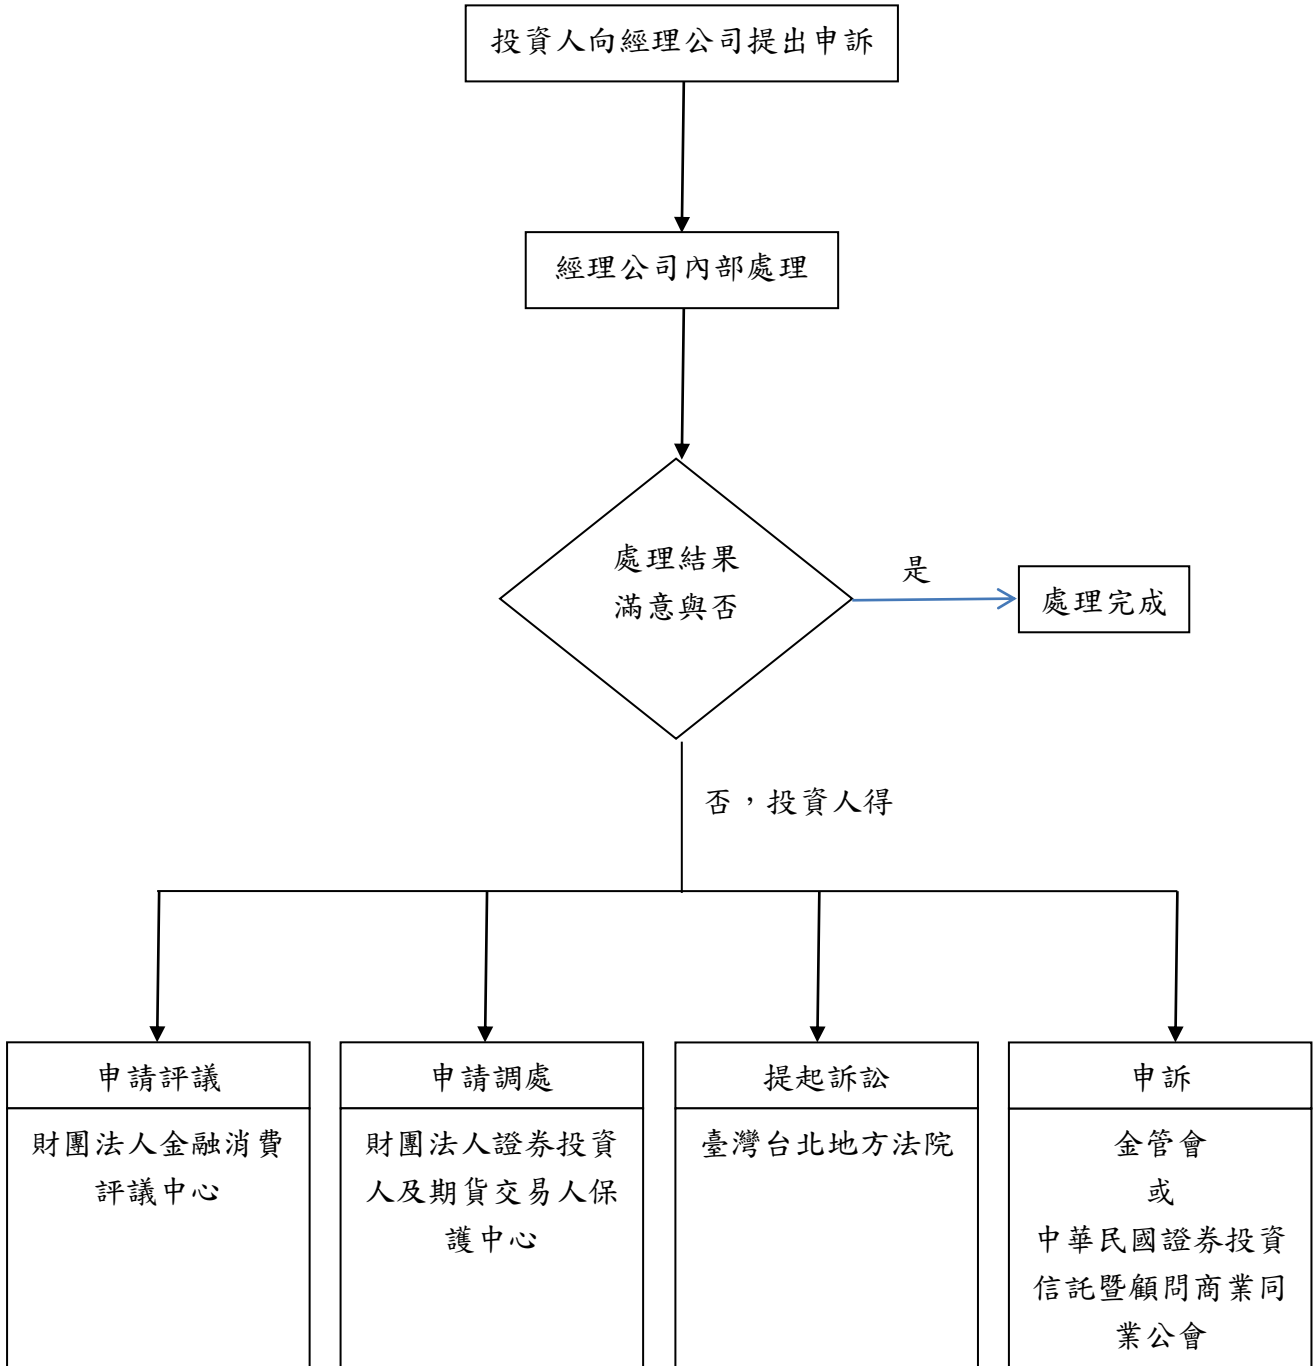 投資人向經理公司提出申訴
經理公司內部處理
處理結果
滿意與否
是
處理完成
否，投資人得
申請評議
財團法人金融消費
評議中心
申請調處
財團法人證券投資
人及期貨交易人保
護中心
提起訴訟
臺灣台北地方法院
申訴
金管會
或
中華民國證券投資
信託暨顧問商業同
業公會